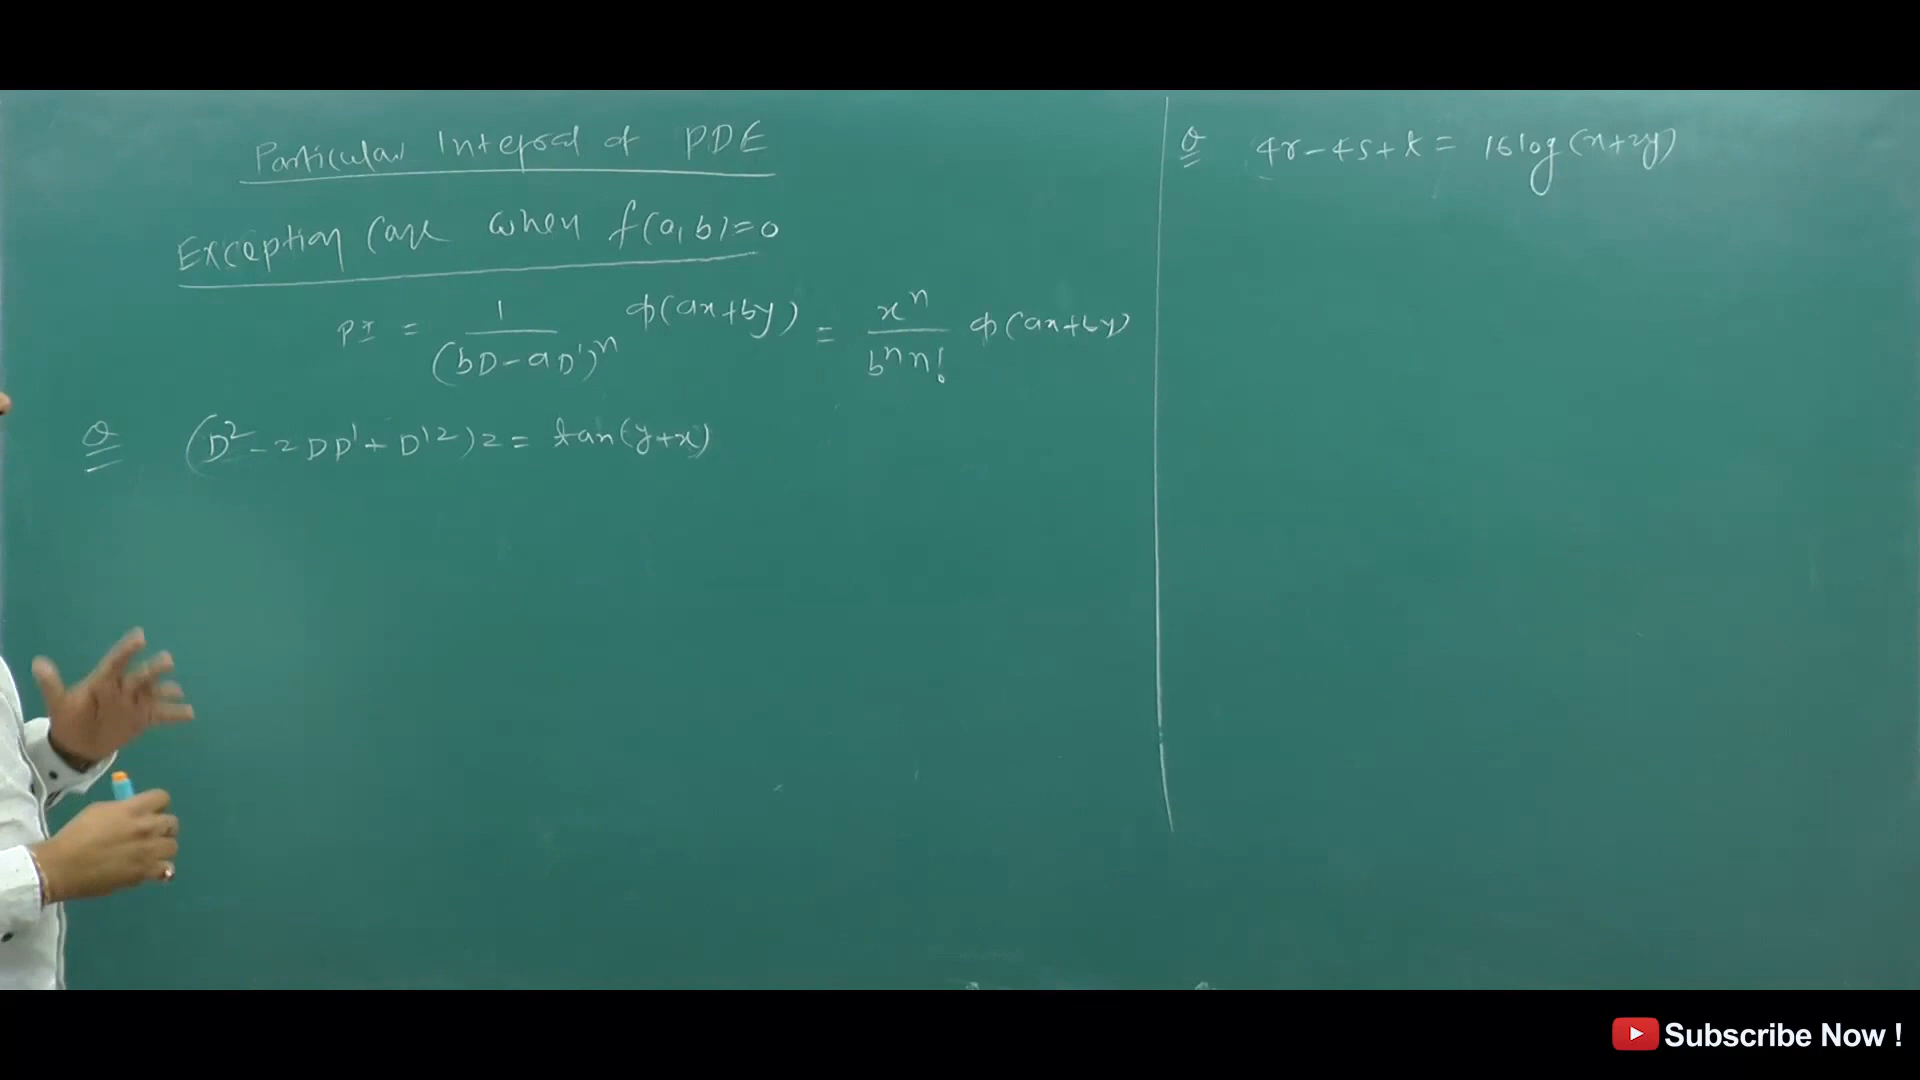 Particular Integral of PDE
Exception Case when f(a,b)=0
PI = 1/(bD-aD')^n φ(ax+by) = x^n/(b^n n!) φ(ax+by)
Q (D²-2DD'+D'²)z = tan(y+x)
Q 4r-4s+t = 16log(x+2y)
Subscribe Now !